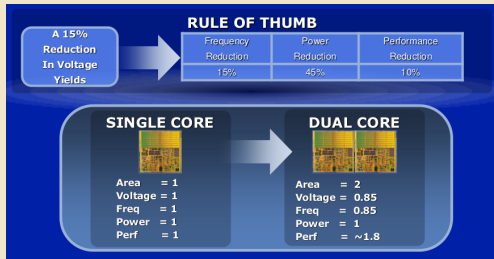 RULE OF THUMB
A 15%
Reduction
In Voltage
Yields
Frequency Reduction
Power Reduction
Performance Reduction
15%
45%
10%
SINGLE CORE
Area = 1
Voltage = 1
Freq = 1
Power = 1
Perf = 1
DUAL CORE
Area = 2
Voltage = 0.85
Freq = 0.85
Power = 1
Perf = ~1.8